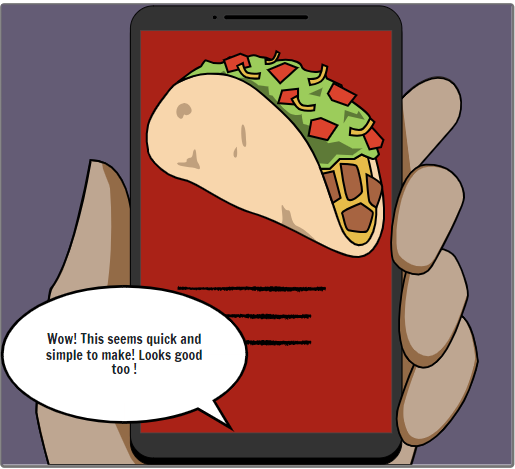 Wow! This seems quick and
simple to make! Looks good
too !